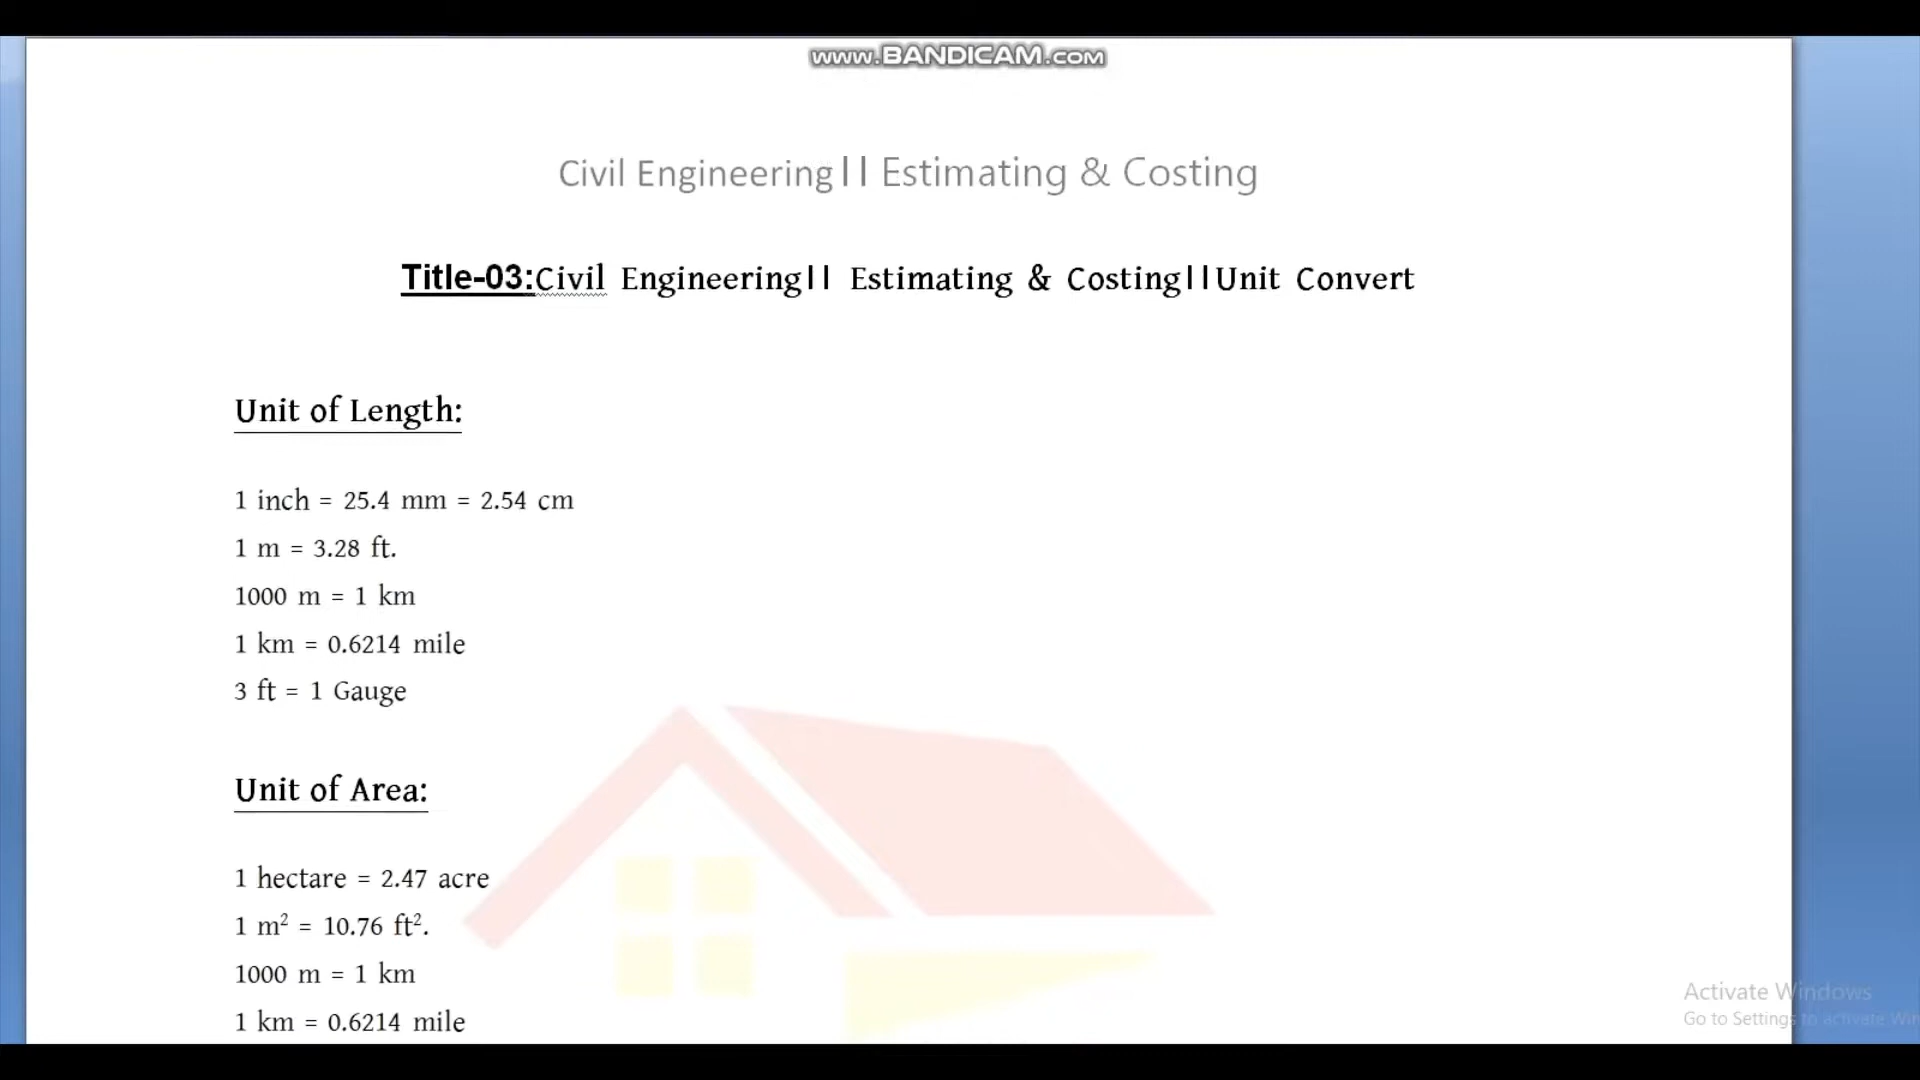 www.BANDICAM.com
Civil Engineering|| Estimating & Costing
Title-03:Civil Engineering|| Estimating & Costing||Unit Convert
Unit of Length:
1 inch = 25.4 mm = 2.54 cm
1 m = 3.28 ft.
1000 m = 1 km
1 km = 0.6214 mile
3 ft = 1 Gauge
Unit of Area:
1 hectare = 2.47 acre
1 m² = 10.76 ft².
1000 m = 1 km
1 km = 0.6214 mile
Activate Windows
Go to Settings to activate Win